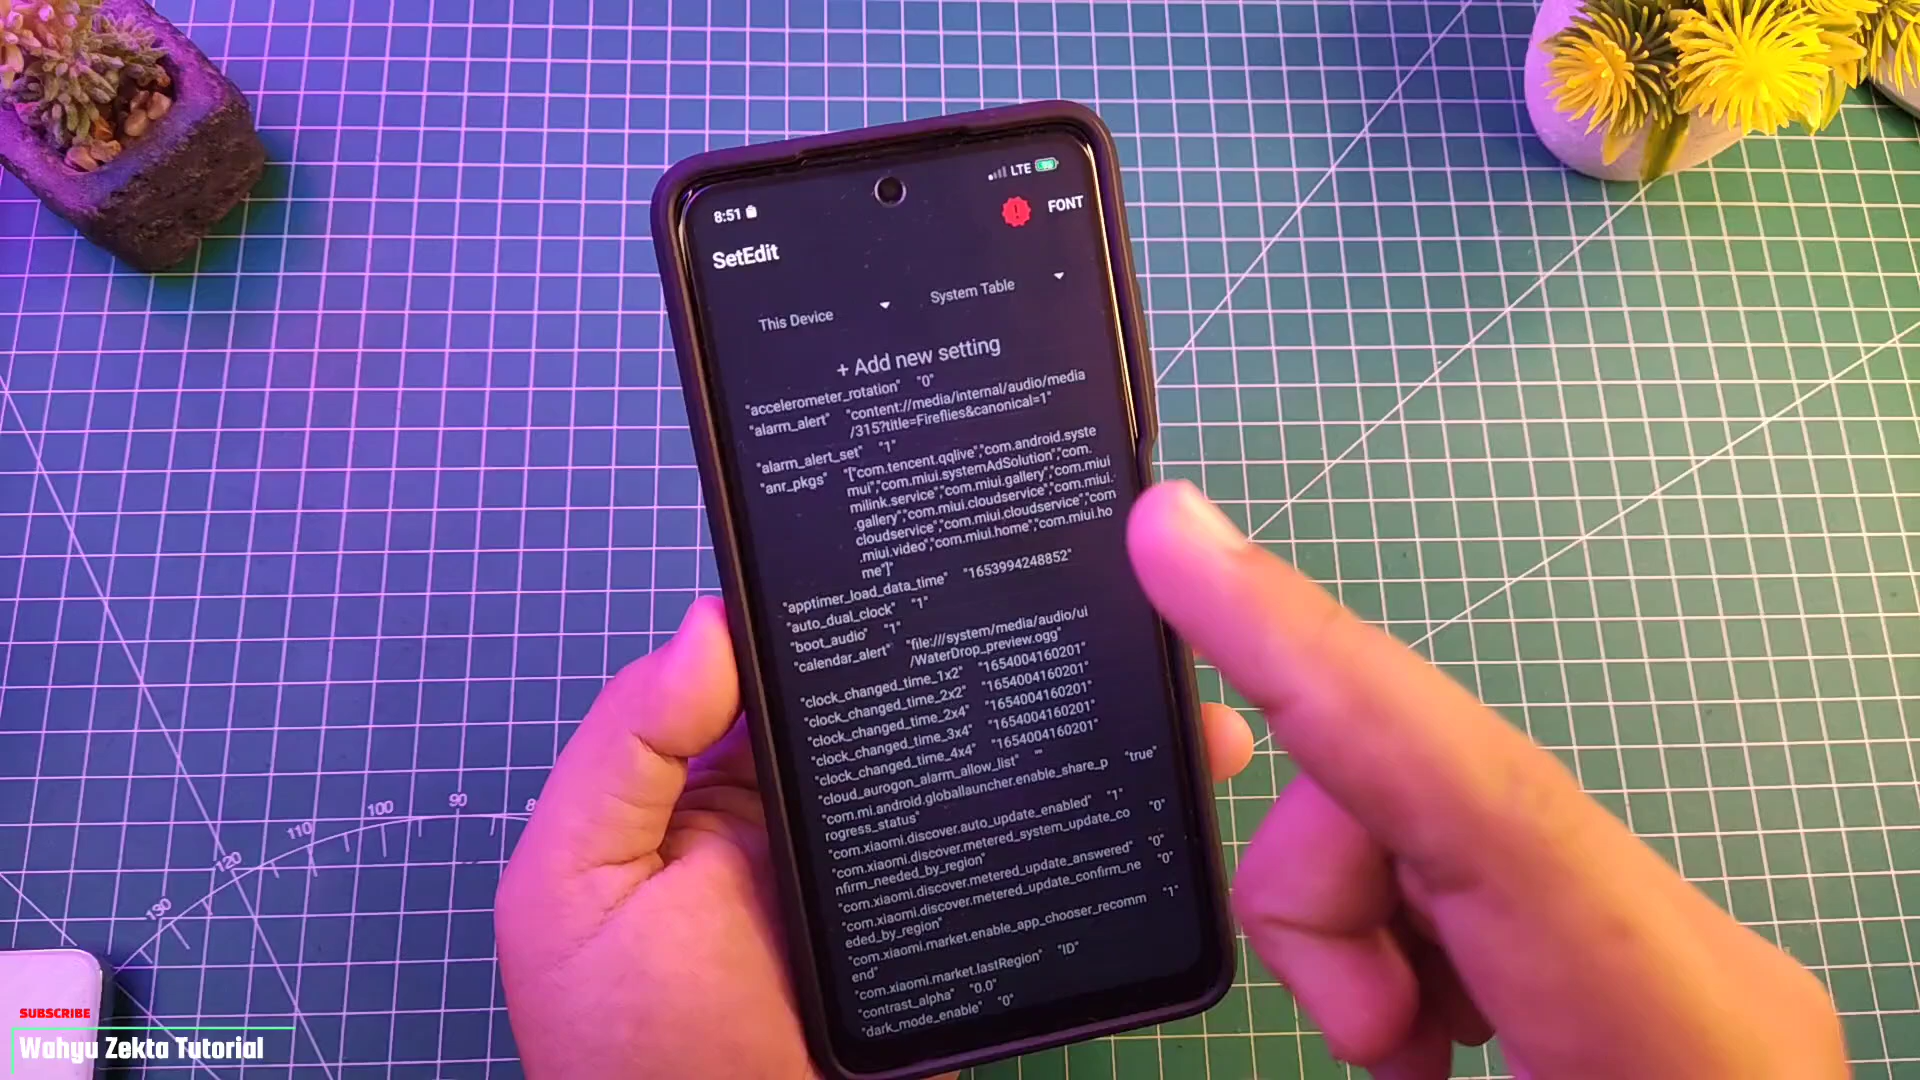 8:51
LTE
FONT
SetEdit
This Device
System Table
+ Add new setting
"accelerometer_rotation" "0"
"alarm_alert" "content://media/internal/audio/media
/315?title=Fireflies&canonical=1"
"alarm_alert_set" "1"
"anr_pkgs" "["com.tencent.qqlive","com.android.syste
mui","com.miui.systemAdSolution","com.
milink.service","com.miui.gallery","com.miui
.gallery","com.miui.cloudservice","com.miui.
cloudservice","com.miui.cloudservice","com
.miui.video","com.miui.home","com.miui.ho
me"]"
"apptimer_load_data_time" "1653994248852"
"auto_dual_clock" "1"
"boot_audio" "1"
"calendar_alert" "file:///system/media/audio/ui
/WaterDrop_preview.ogg"
"clock_changed_time_1x2" "1654004160201"
"clock_changed_time_2x2" "1654004160201"
"clock_changed_time_2x4" "1654004160201"
"clock_changed_time_3x4" "1654004160201"
"clock_changed_time_4x4" "1654004160201"
"cloud_aurogon_alarm_allow_list" ""
"com.mi.android.globallauncher.enable_share_p "true"
rogress_status"
"com.xiaomi.discover.auto_update_enabled" "1"
"com.xiaomi.discover.metered_system_update_co "0"
nfirm_needed_by_region"
"com.xiaomi.discover.metered_update_answered" "0"
"com.xiaomi.discover.metered_update_confirm_ne "0"
eded_by_region"
"com.xiaomi.market.enable_app_chooser_recomm "1"
end"
"com.xiaomi.market.lastRegion" "ID"
"contrast_alpha" "0.0"
"dark_mode_enable" "0"
90
100
110
120
130
SUBSCRIBE
Wahyu Zekta Tutorial